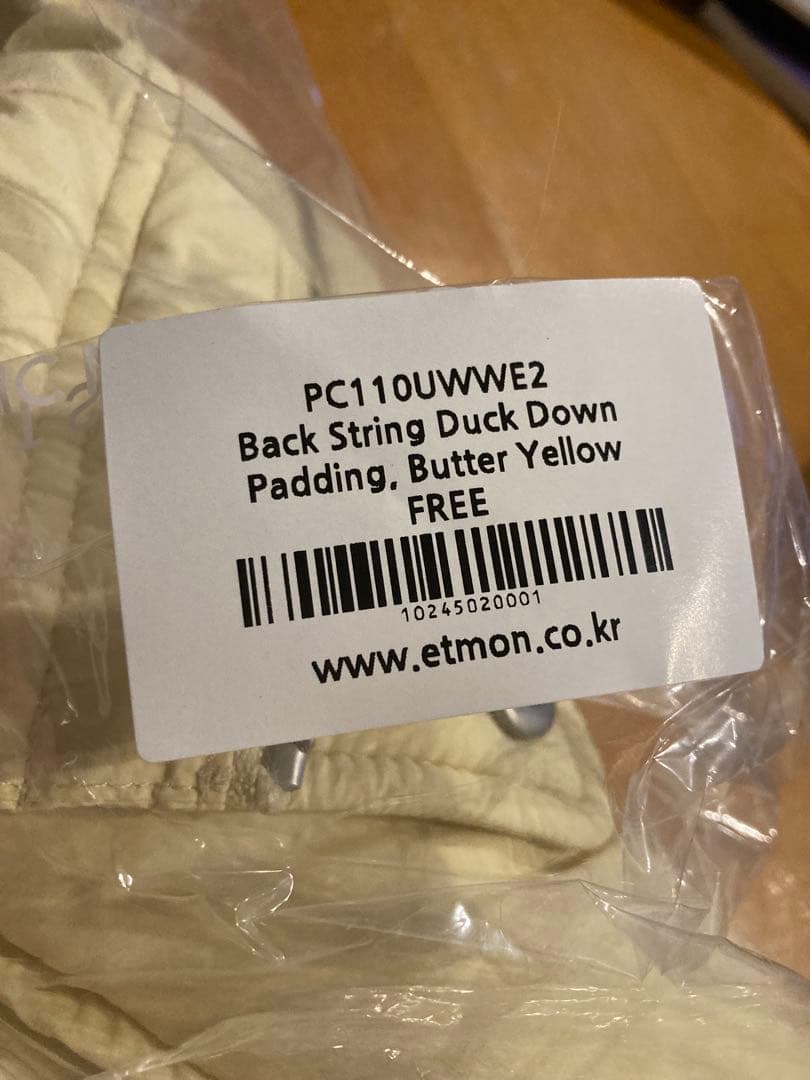 PC110UWWE2
Back String Duck Down
Padding, Butter Yellow
FREE
10245020001
www.etmon.co.kr